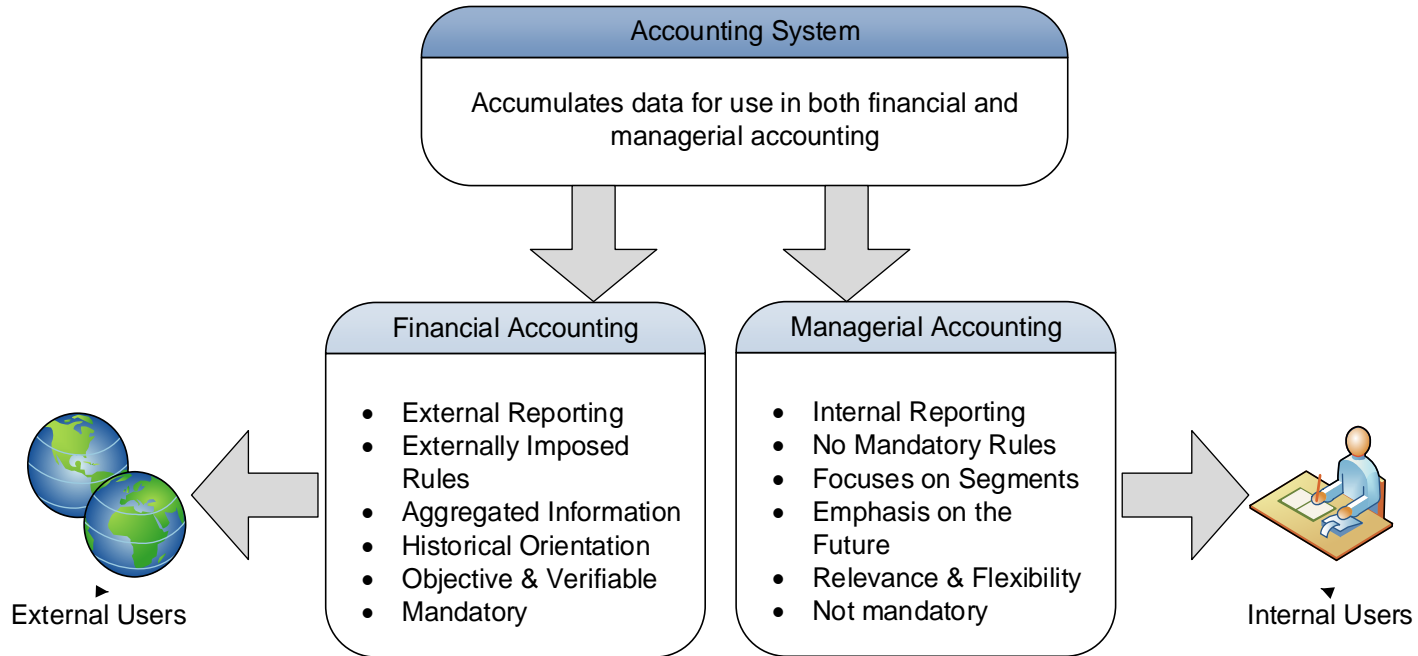 Accounting System
Accumulates data for use in both financial and
managerial accounting
Financial Accounting
• External Reporting
• Externally Imposed
Rules
• Aggregated Information
• Historical Orientation
• Objective & Verifiable
• Mandatory
Managerial Accounting
• Internal Reporting
• No Mandatory Rules
• Focuses on Segments
• Emphasis on the
Future
• Relevance & Flexibility
• Not mandatory
External Users
Internal Users